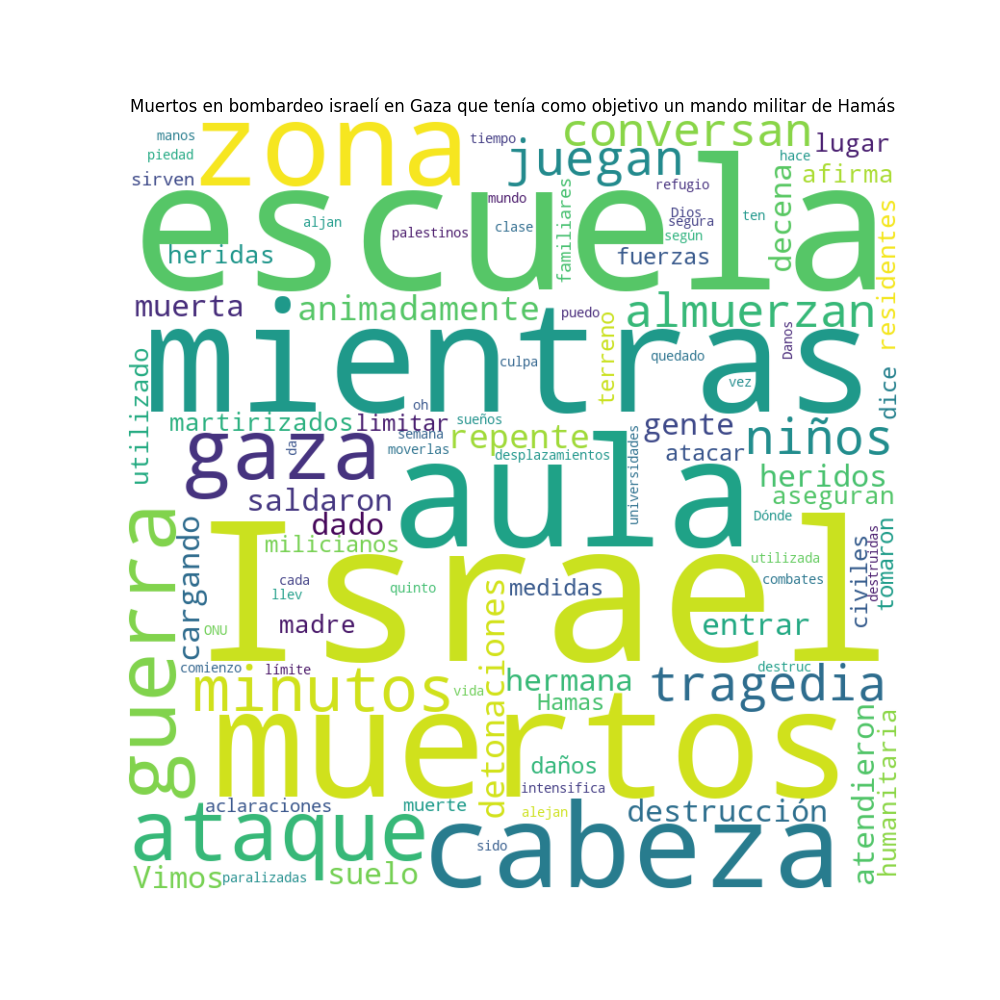 Muertos en bombardeo israelí en Gaza que tenía como objetivo un mando militar de Hamás
manos
zona
tiempo
conversan
lugar
piedad
juegan
hace
sirven
afirma
escuela
mundo
familiares
refugio
decena
aljan
palestinos
clase
Dios
segura
según
ten
heridas
fuerzas
residentes
muerta
animadamente
puedo
almuerzan
mientras
terreno
Danos
culpa
quedado
vez
dice
utilizado
oh
martirizados
limitar
sueños
semana
gente
niños
gaza
da
repente
moverlas
desplazamientos
universidades
atacar
aula
heridos
saldaron
aseguran
dado
Dónde
guerra
cargando
Israel
milicianos
tomaron
destruidas
civiles
utilizada
cada
llev
quinto
medidas
combates
ONU
madre
entrar
comienzo
límite
detonaciones
destruc
minutos
vida
hermana
Hamas
tragedia
muertos
atendieron
humanitaria
daños
intensifica
aclaraciones
muerte
alejan
destrucción
ataque
cabeza
sido
Vimos
paralizadas
suelo